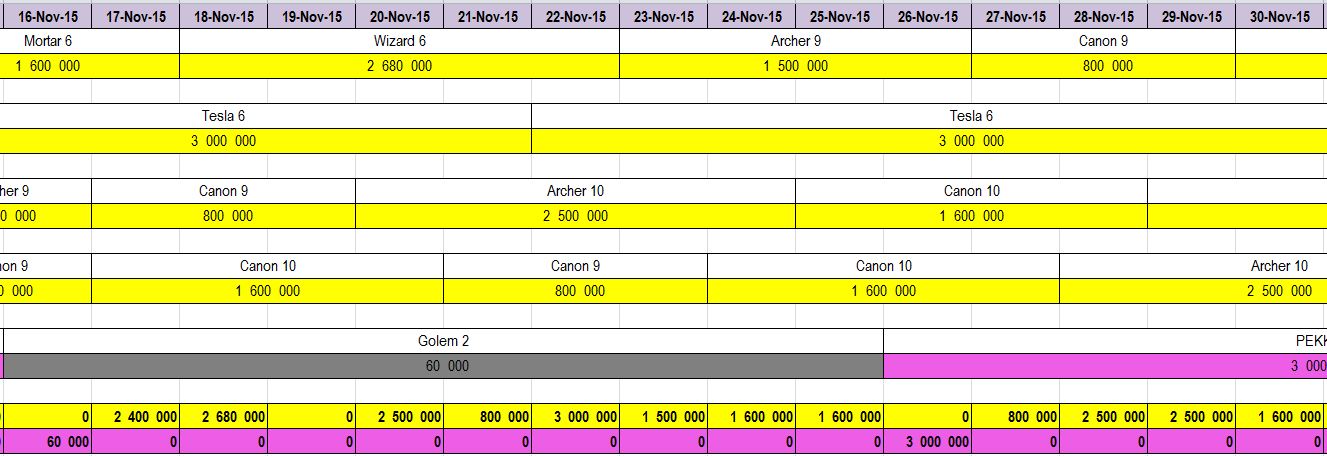 16-Nov-15 17-Nov-15 18-Nov-15 19-Nov-15 20-Nov-15 21-Nov-15 22-Nov-15 23-Nov-15 24-Nov-15 25-Nov-15 26-Nov-15 27-Nov-15 28-Nov-15 29-Nov-15 30-Nov-15
Mortar 6 Wizard 6 Archer 9 Canon 9
1 600 000 2 680 000 1 500 000 800 000
Tesla 6 Tesla 6
3 000 000 3 000 000
her 9 Canon 9 Archer 10 Canon 10
0 000 800 000 2 500 000 1 600 000
on 9 Canon 10 Canon 9 Canon 10 Archer 10
0 000 1 600 000 800 000 1 600 000 2 500 000
Golem 2 PEKK
60 000 3 000
0 2 400 000 2 680 000 0 2 500 000 800 000 3 000 000 1 500 000 1 600 000 1 600 000 0 800 000 2 500 000 2 500 000 1 600 000
60 000 0 0 0 0 0 0 0 0 0 3 000 000 0 0 0 0